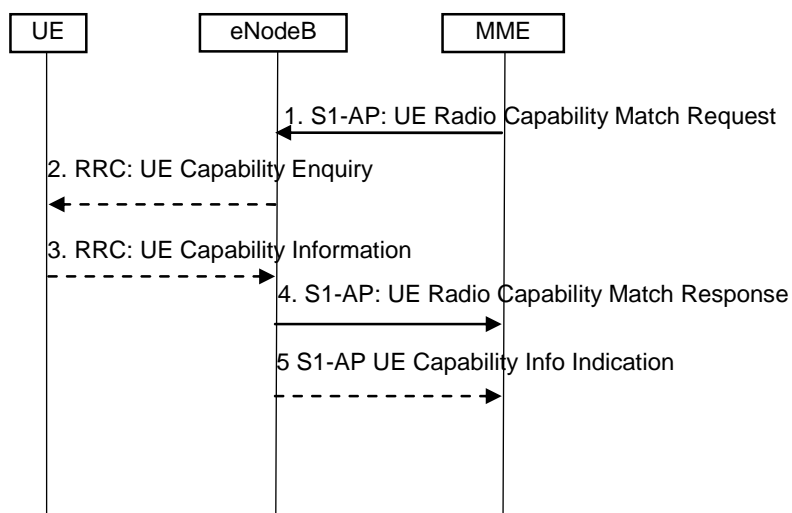 UE
eNodeB
MME
1. S1-AP: UE Radio Capability Match Request
2. RRC: UE Capability Enquiry
3. RRC: UE Capability Information
4. S1-AP: UE Radio Capability Match Response
5 S1-AP UE Capability Info Indication